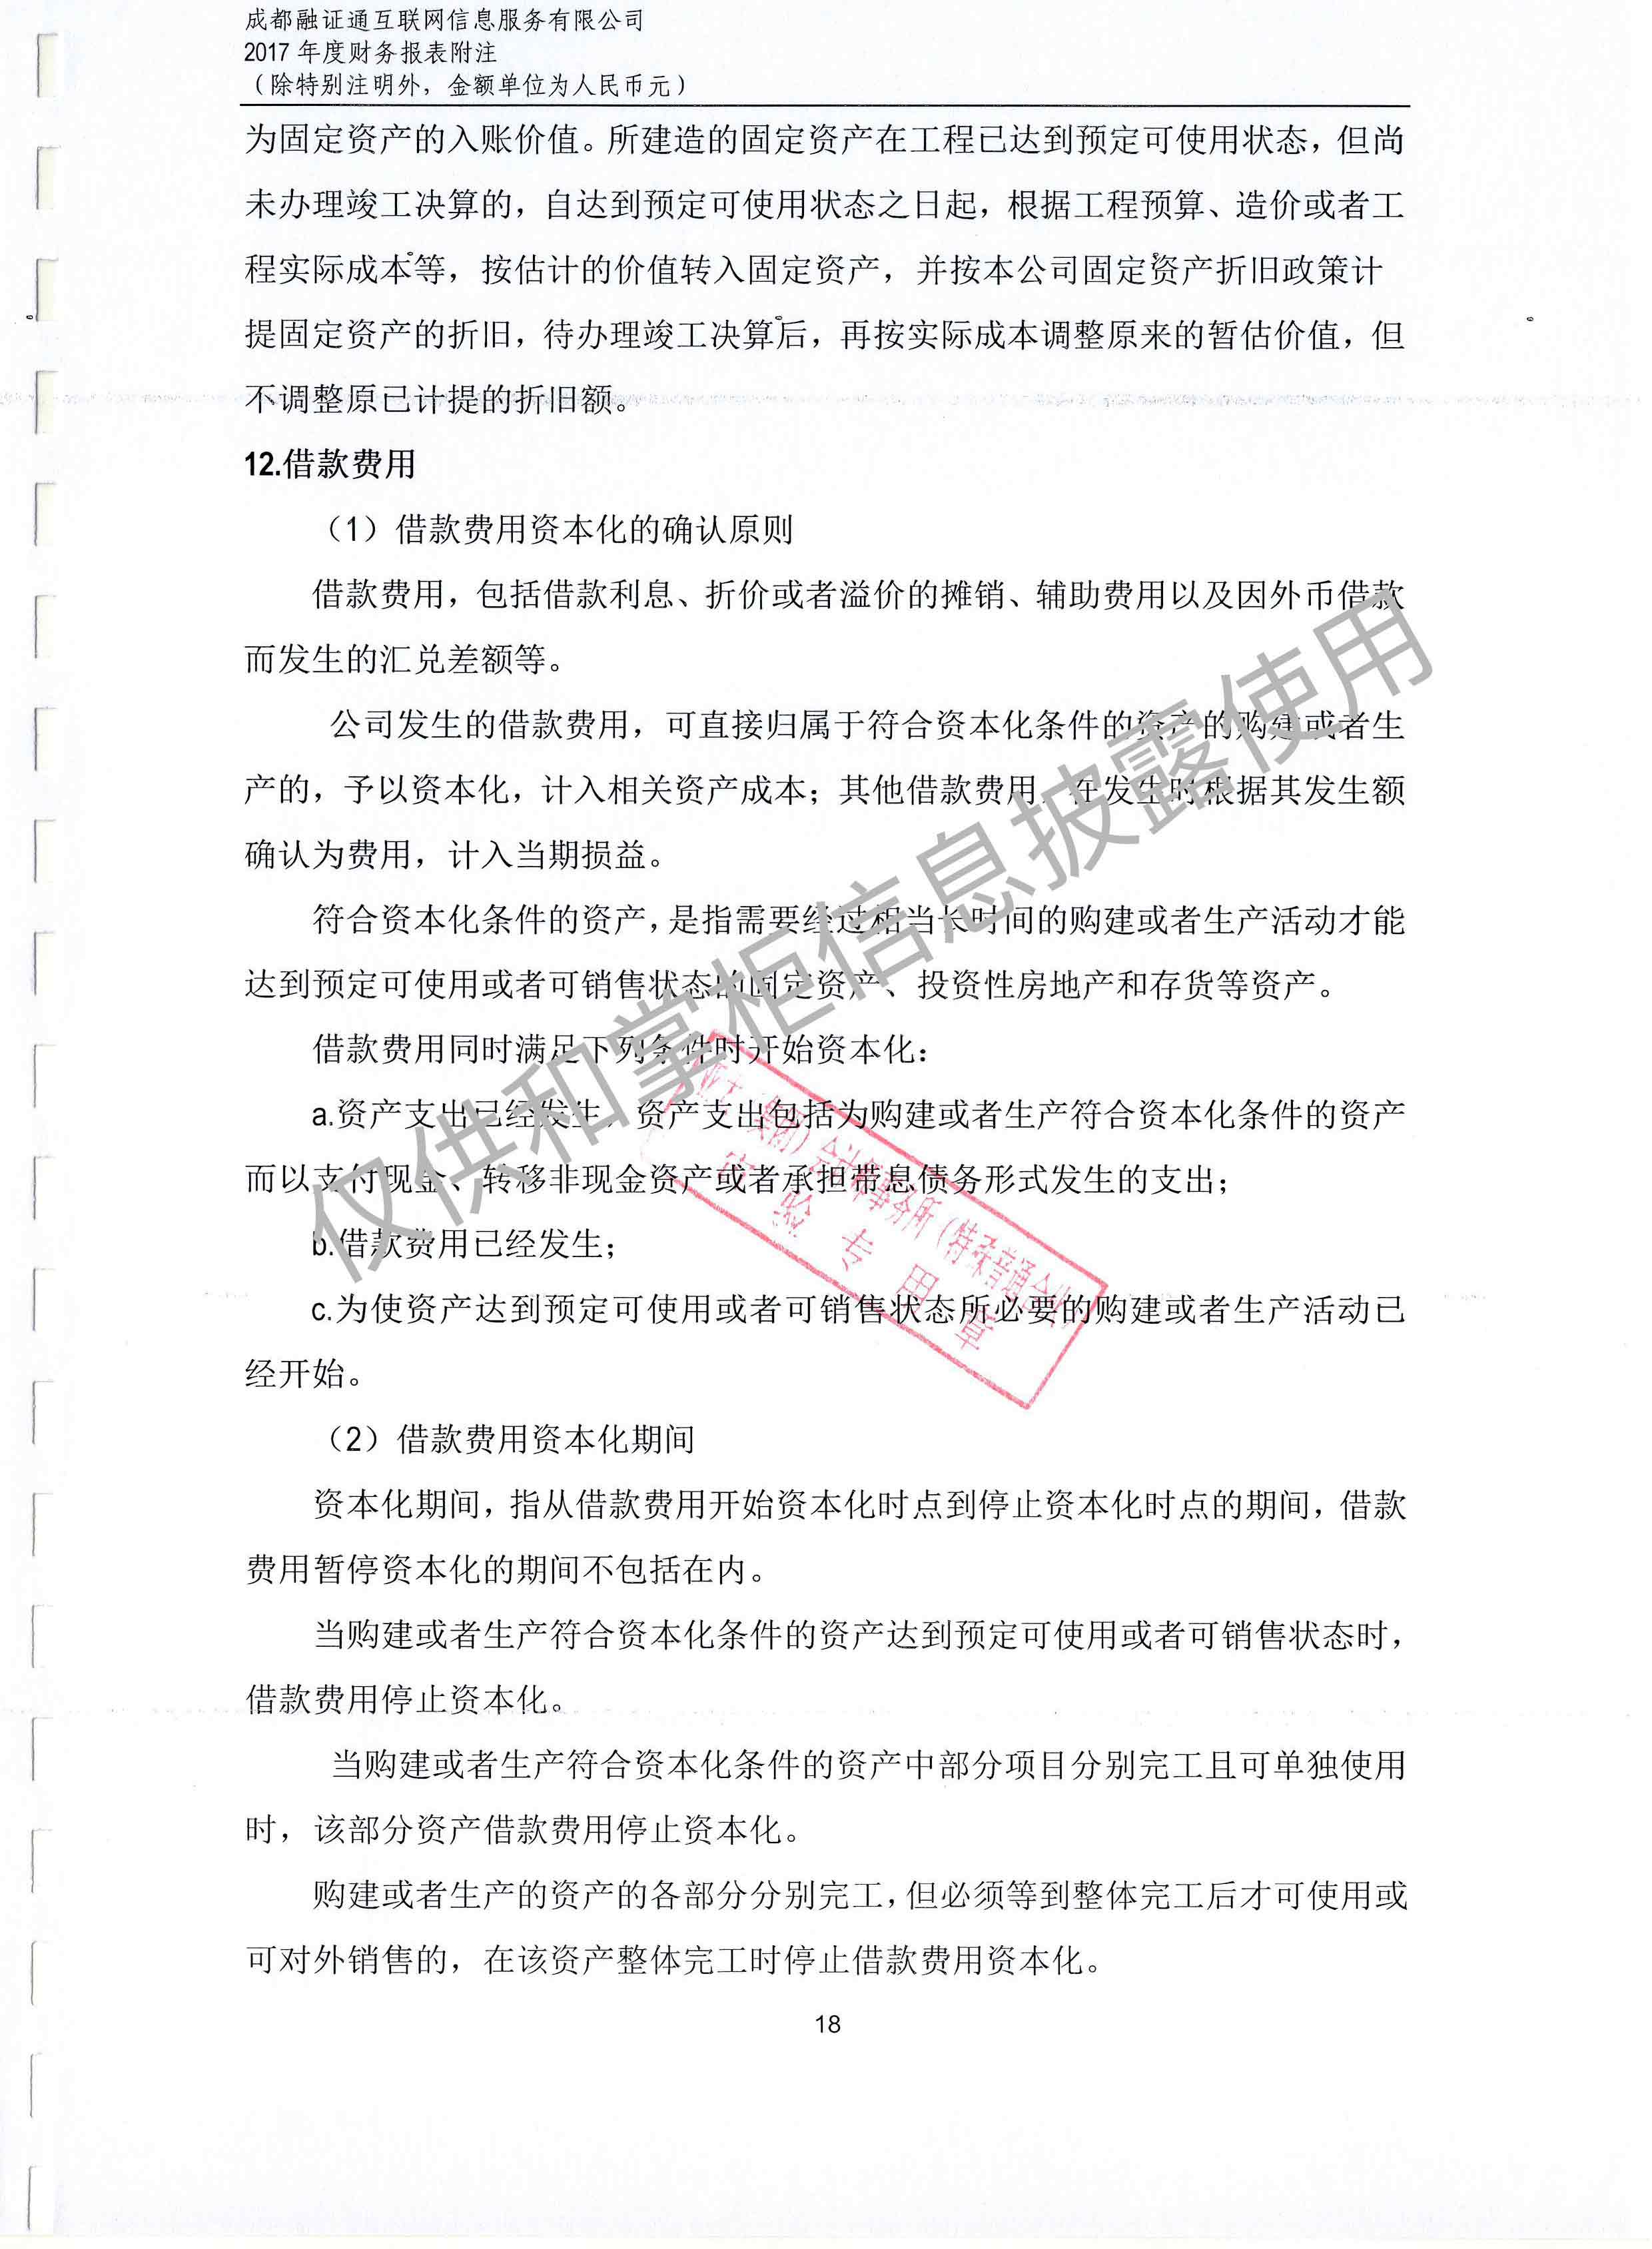 成都融证通互联网信息服务有限公司
2017 年度财务报表附注
（除特别注明外，金额单位为人民币元）
为固定资产的入账价值。所建造的固定资产在工程已达到预定可使用状态，但尚
未办理竣工决算的，自达到预定可使用状态之日起，根据工程预算、造价或者工
程实际成本等，按估计的价值转入固定资产，并按本公司固定资产折旧政策计
提固定资产的折旧，待办理竣工决算后，再按实际成本调整原来的暂估价值，但
不调整原已计提的折旧额。
12.借款费用
（1）借款费用资本化的确认原则
借款费用，包括借款利息、折价或者溢价的摊销、辅助费用以及因外币借款
而发生的汇兑差额等。
公司发生的借款费用，可直接归属于符合资本化条件的资产的购建或者生
产的，予以资本化，计入相关资产成本；其他借款费用，在发生时根据其发生额
确认为费用，计入当期损益。
符合资本化条件的资产，是指需要经过相当长时间的购建或者生产活动才能
达到预定可使用或者可销售状态的固定资产、投资性房地产和存货等资产。
借款费用同时满足下列条件时开始资本化：
a.资产支出已经发生，资产支出包括为购建或者生产符合资本化条件的资产
而以支付现金、转移非现金资产或者承担带息债务形式发生的支出；
b.借款费用已经发生；
c.为使资产达到预定可使用或者可销售状态所必要的购建或者生产活动已
经开始。
（2）借款费用资本化期间
资本化期间，指从借款费用开始资本化时点到停止资本化时点的期间，借款
费用暂停资本化的期间不包括在内。
当购建或者生产符合资本化条件的资产达到预定可使用或者可销售状态时，
借款费用停止资本化。
当购建或者生产符合资本化条件的资产中部分项目分别完工且可单独使用
时，该部分资产借款费用停止资本化。
购建或者生产的资产的各部分分别完工，但必须等到整体完工后才可使用或
可对外销售的，在该资产整体完工时停止借款费用资本化。
18
仅供和掌柜信息披露使用
会计师事务所（特殊普通合伙）
审验专用章